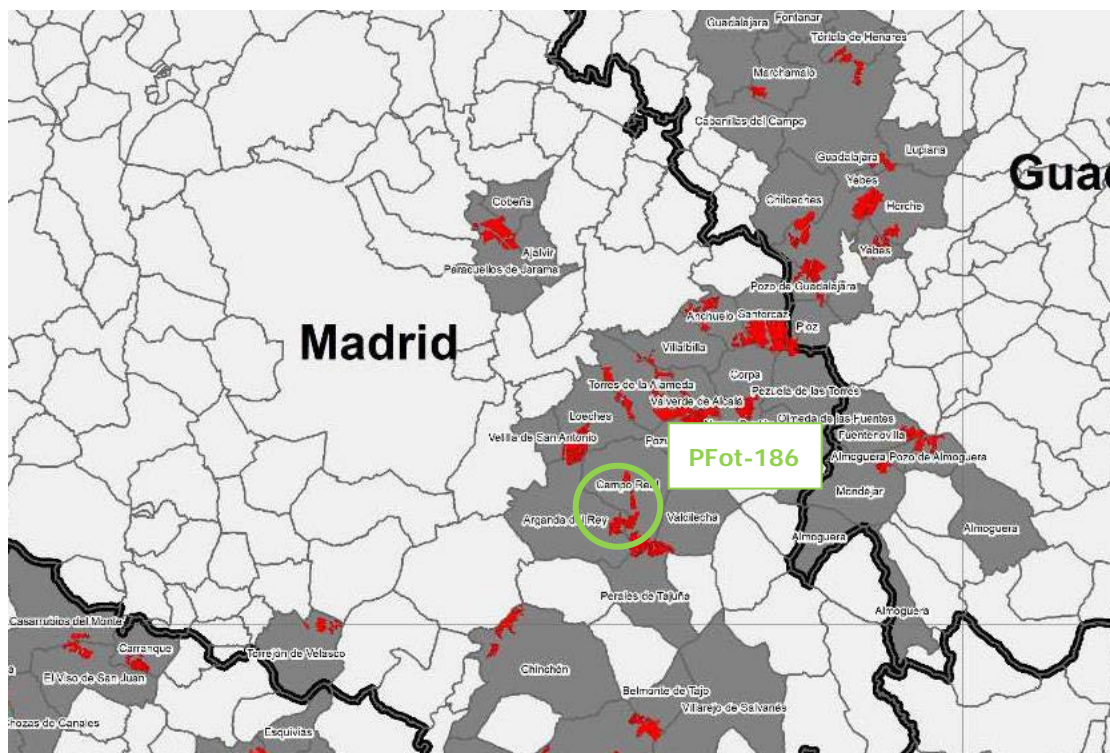 Guadalajara
Fontanar
Tórtola de Henares
Marchamalo
Cabanillas del Campo
Guadalajara
Lupiana
Yebes
Chiloeches
Horche
Yebes
Cobeña
Ajalvir
Paracuellos de Jarama
Pozo de Guadalajara
Anchuelo
Santorcaz
Pioz
Madrid
Villalbilla
Corpa
Torres de la Alameda
Pezuela de las Torres
Valverde de Alcalá
Loeches
Olmeda de las Fuentes
Velilla de San Antonio
PFot-186
Fuentenovilla
Almoguera
Pozo de Almoguera
Campo Real
Mondéjar
Arganda del Rey
Valdilecha
Almoguera
Almoguera
Perales de Tajuña
Almoguera
Casarrubios del Monte
Carranque
Torrejón de Velasco
El Viso de San Juan
Chinchón
Belmonte de Tajo
Villarejo de Salvanés
Chozas de Canales
Esquivias